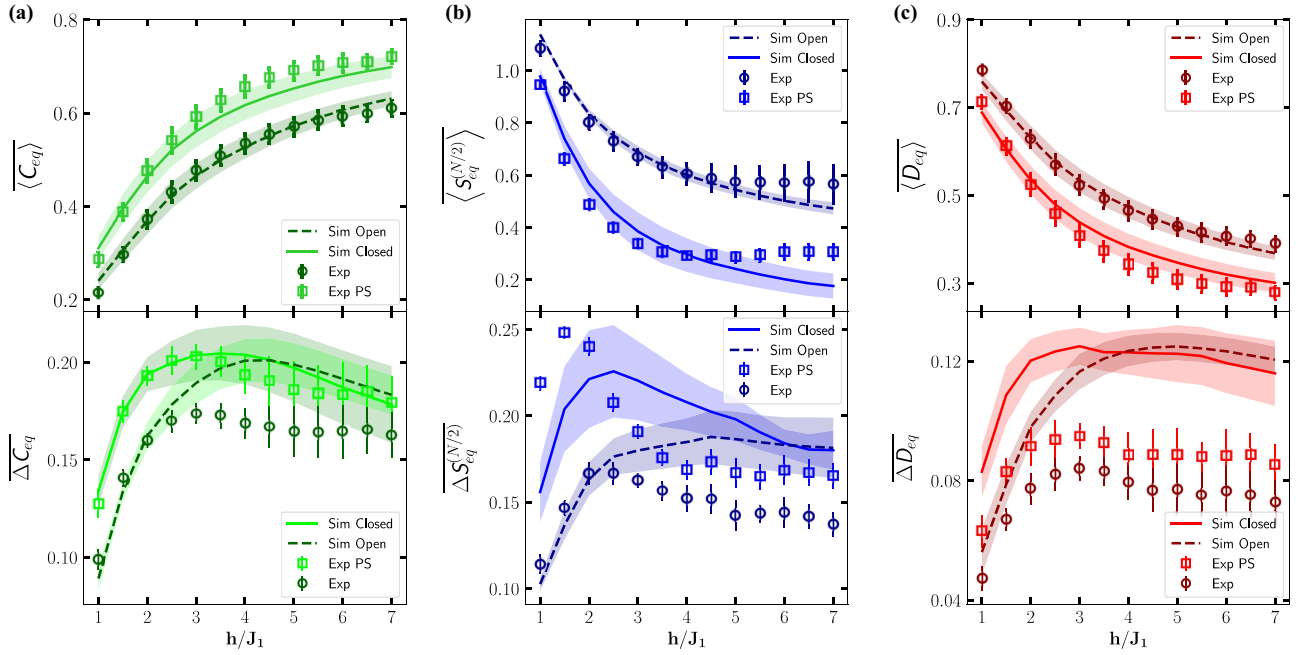 (a)
0.8
0.6
0.4
0.2
⟨C_eq⟩
Sim Open
Sim Closed
Exp
Exp PS
0.20
0.15
0.10
ΔC_eq
Sim Closed
Sim Open
Exp PS
Exp
1 2 3 4 5 6 7
h/J₁
(b)
1.0
0.8
0.6
0.4
0.2
⟨S_eq^(N/2)⟩
Sim Open
Sim Closed
Exp
Exp PS
0.25
0.20
0.15
0.10
ΔS_eq^(N/2)
Sim Closed
Sim Open
Exp PS
Exp
1 2 3 4 5 6 7
h/J₁
(c)
0.9
0.7
0.5
0.3
⟨D_eq⟩
Sim Open
Sim Closed
Exp
Exp PS
0.12
0.08
0.04
ΔD_eq
Sim Closed
Sim Open
Exp PS
Exp
1 2 3 4 5 6 7
h/J₁